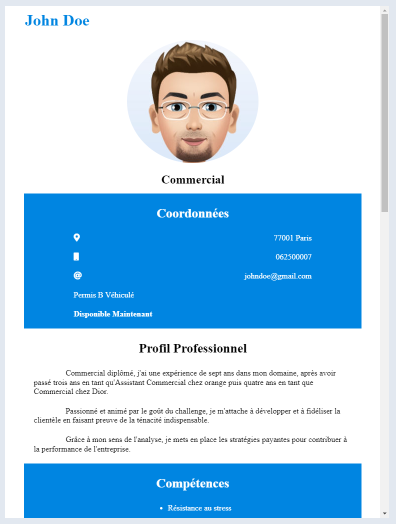 John Doe
Commercial
Coordonnées
77001 Paris
062500007
johndoe@gmail.com
Permis B Véhiculé
Disponible Maintenant
Profil Professionnel
Commercial diplômé, j'ai une expérience de sept ans dans mon domaine, après avoir
passé trois ans en tant qu'Assistant Commercial chez orange puis quatre ans en tant que
Commercial chez Dior.
Passionné et animé par le goût du challenge, je m'attache à développer et à fidéliser la
clientèle en faisant preuve de la ténacité indispensable.
Grâce à mon sens de l'analyse, je mets en place les stratégies payantes pour contribuer à
la performance de l'entreprise.
Compétences
• Résistance au stress